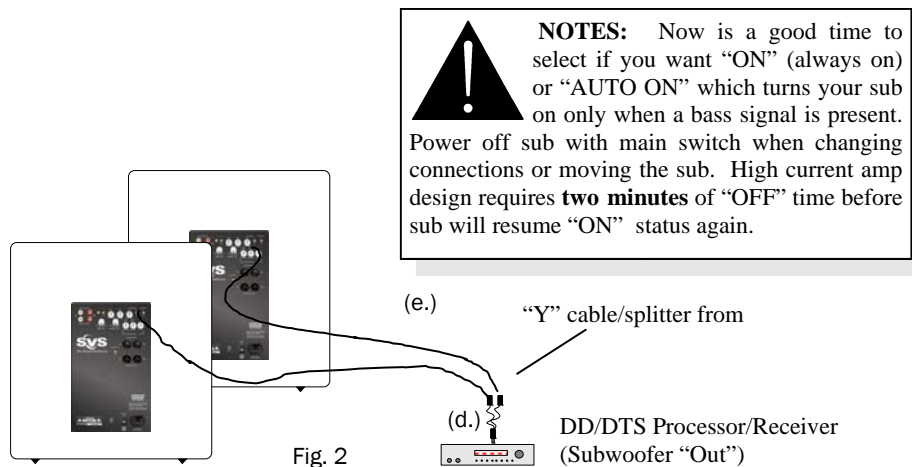 NOTES: Now is a good time to
select if you want “ON” (always on)
or “AUTO ON” which turns your sub
on only when a bass signal is present.
Power off sub with main switch when changing
connections or moving the sub. High current amp
design requires two minutes of “OFF” time before
sub will resume “ON” status again.
SVS
SVS
(e.)
“Y” cable/splitter from
(d.)
DD/DTS Processor/Receiver
(Subwoofer “Out”)
Fig. 2